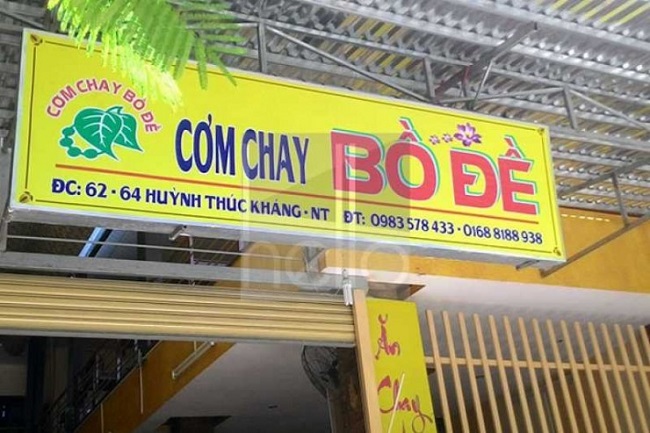 CƠM CHAY BỒ ĐỀ
CƠM CHAY BỒ ĐỀ
ĐC: 62 - 64 HUỲNH THÚC KHÁNG - NT ĐT: 0983 578 433 - 0168 8188 938
halo
Ăn
Chay